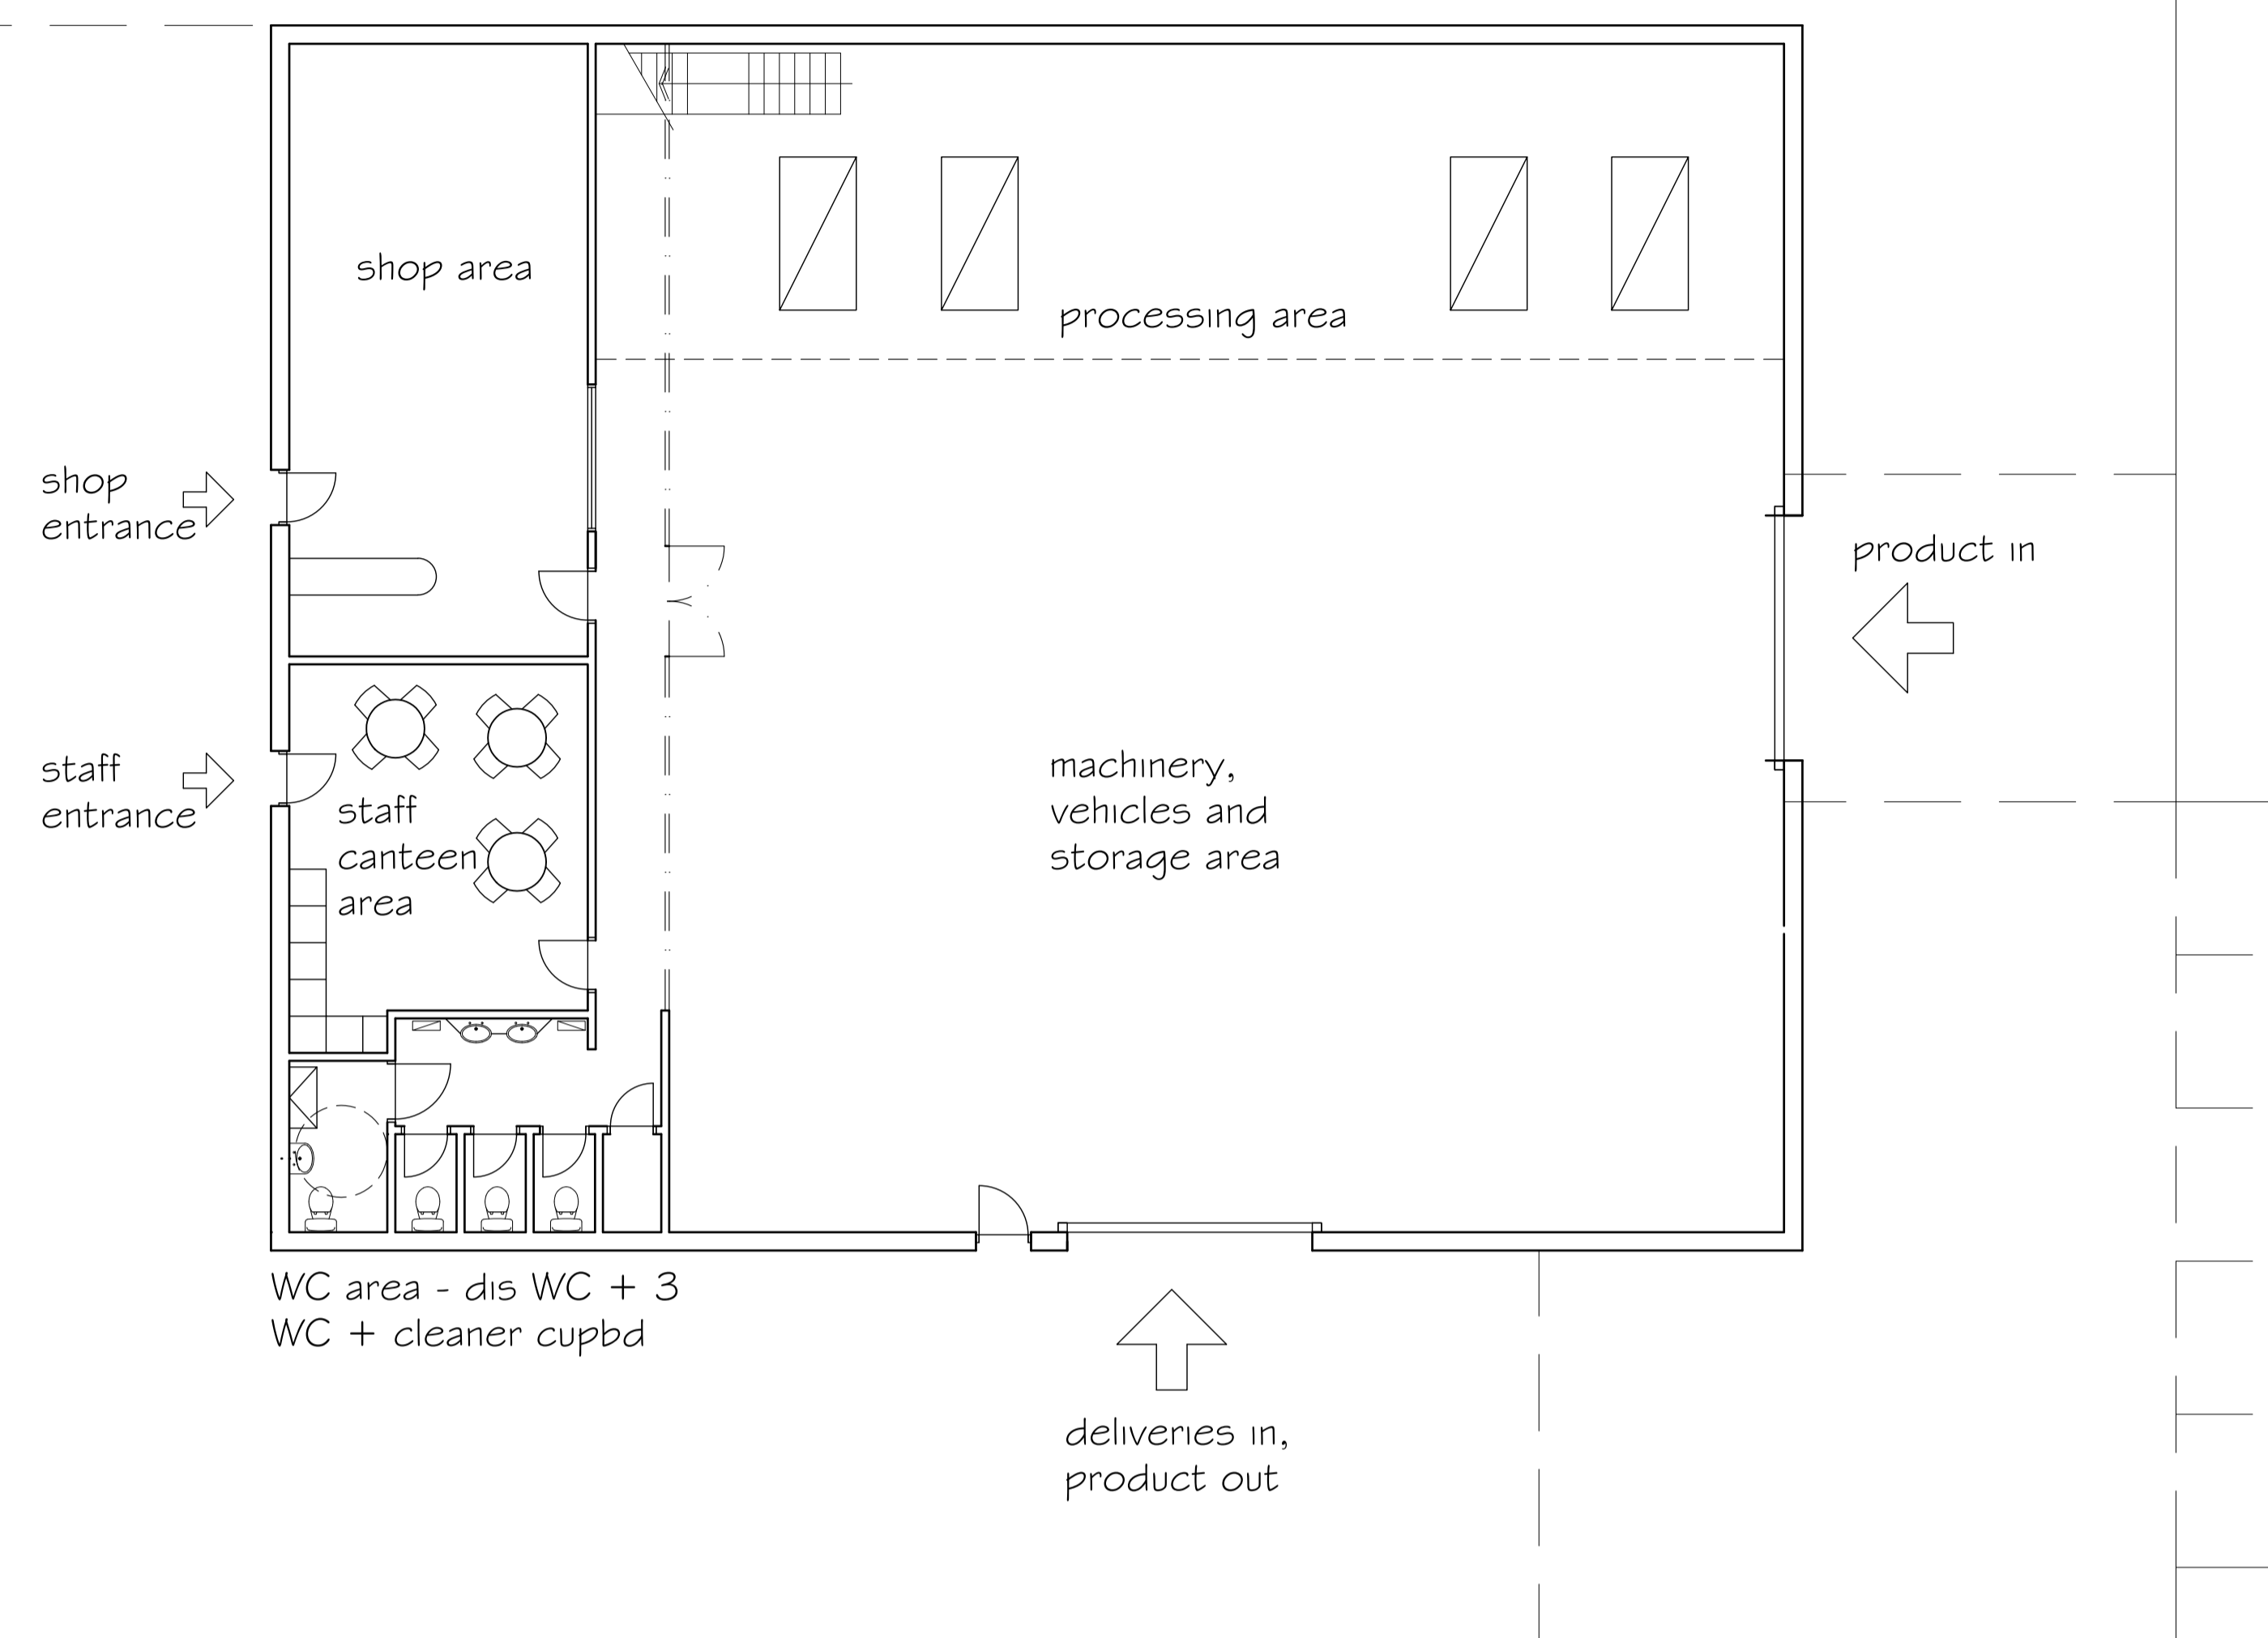 shop area
processing area
shop
entrance
product in
staff
entrance
staff
canteen
area
machinery,
vehicles and
storage area
WC area - dis WC + 3
WC + cleaner cupbd
deliveries in,
product out